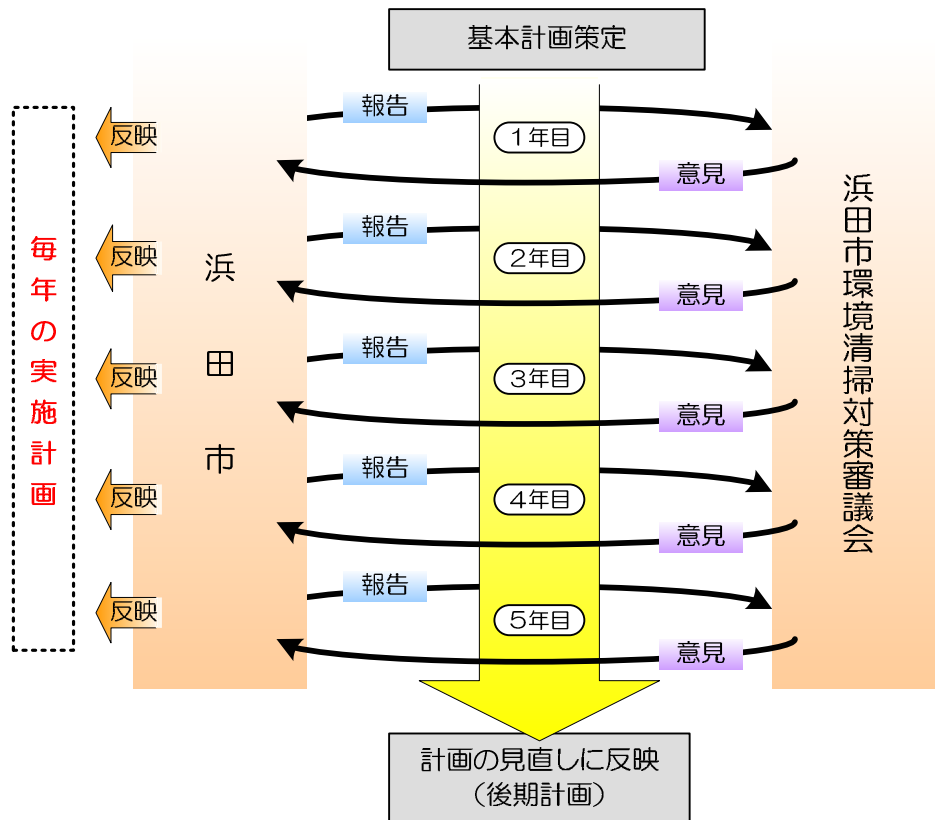 基本計画策定
毎年の実施計画
浜田市
浜田市環境清掃対策審議会
報告
反映
1年目
意見
報告
反映
2年目
意見
報告
反映
3年目
意見
報告
反映
4年目
意見
報告
反映
5年目
意見
計画の見直しに反映
(後期計画)